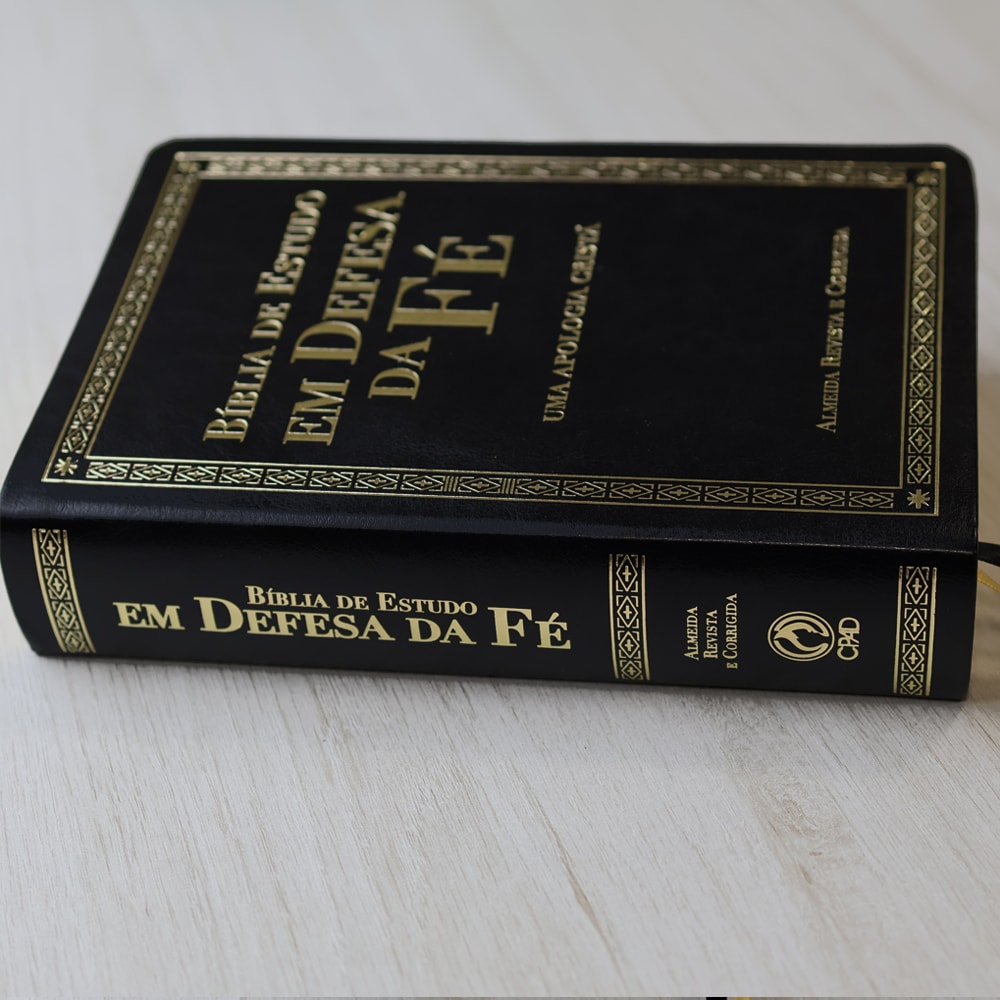 Bíblia de Estudo
em Defesa
da Fé
Uma Apologia Cristã
Almeida Revista e Corrigida
Bíblia de Estudo
em Defesa da Fé
Almeida
Revista
e Corrigida
CPAD